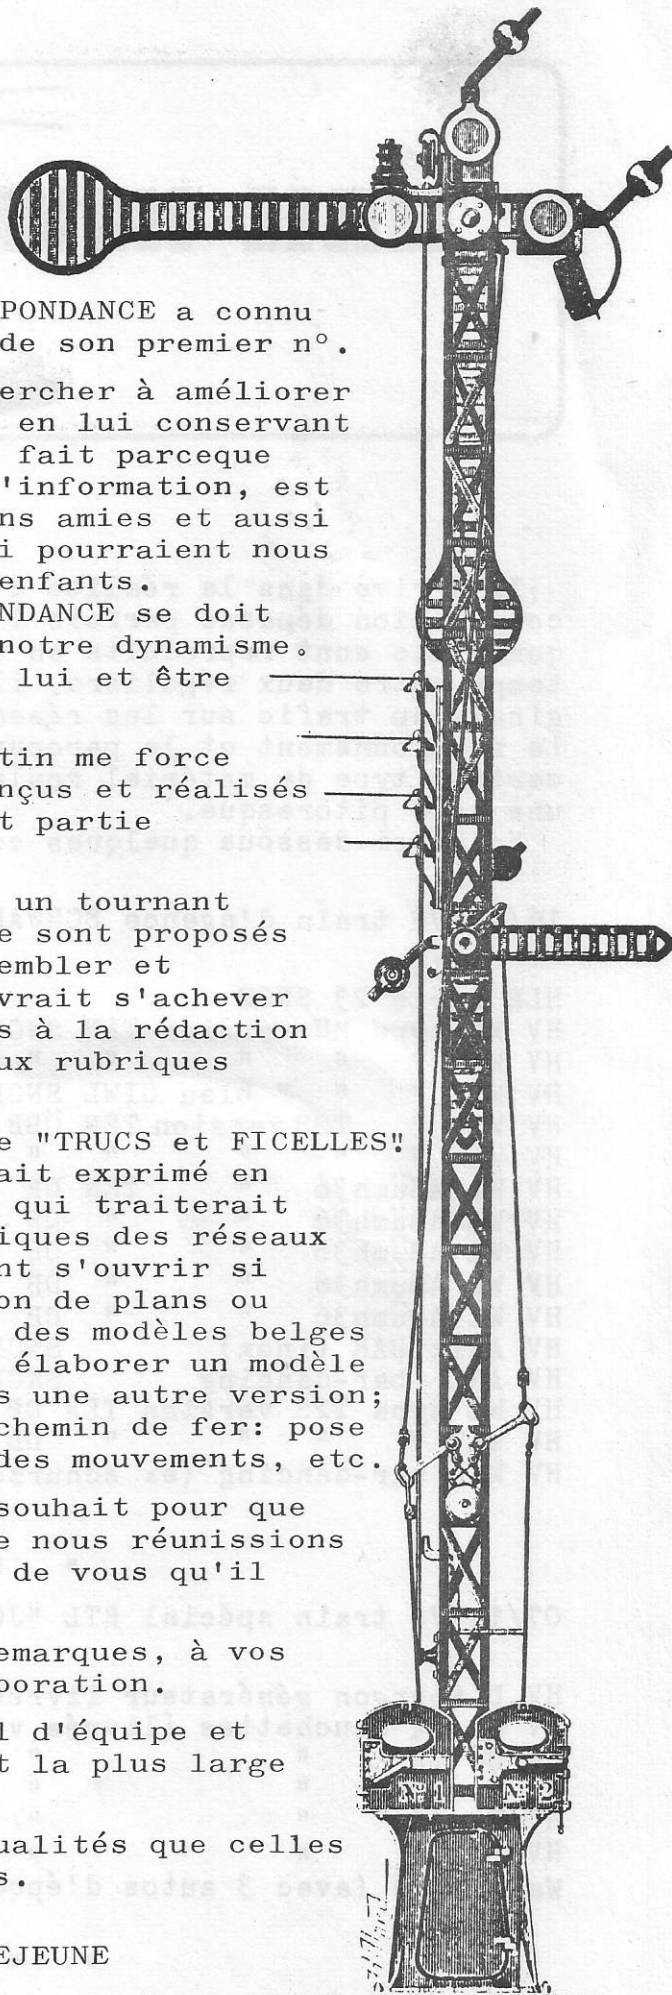 PONDANCE a connu
de son premier n°.
ercher à améliorer
en lui conservant
fait parceque
'information, est
ns amies et aussi
i pourraient nous
enfants.
NDANCE se doit
notre dynamisme.
lui et être
tin me force
nçus et réalisés
t partie
un tournant
e sont proposés
embler et
vrait s'achever
s à la rédaction
ux rubriques
e "TRUCS et FICELLES"!
ait exprimé en
qui traiterait
iques des réseaux
nt s'ouvrir si
on de plans ou
des modèles belges
élaborer un modèle
s une autre version;
chemin de fer: pose
des mouvements, etc.
souhait pour que
e nous réunissions
de vous qu'il
emarques, à vos
boration.
l d'équipe et
t la plus large
N° 1 N° 2
ualités que celles
s.
EJEUNE